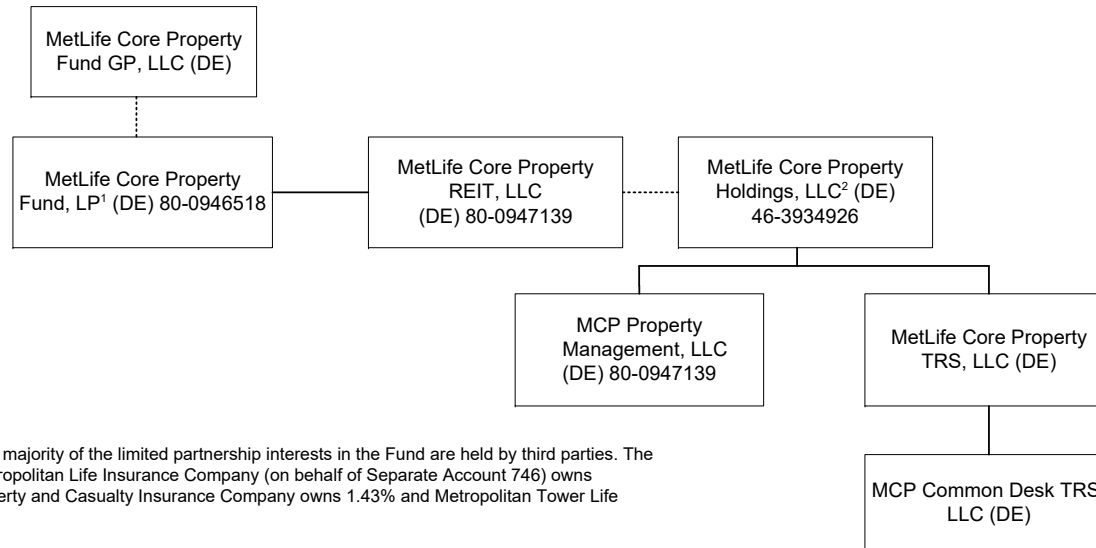 MetLife Core Property
Fund GP, LLC (DE)
MetLife Core Property
Fund, LP¹ (DE) 80-0946518
MetLife Core Property
REIT, LLC
(DE) 80-0947139
MetLife Core Property
Holdings, LLC² (DE)
46-3934926
MCP Property
Management, LLC
(DE) 80-0947139
MetLife Core Property
TRS, LLC (DE)
MCP Common Desk TRS
LLC (DE)
majority of the limited partnership interests in the Fund are held by third parties. The
ropolitan Life Insurance Company (on behalf of Separate Account 746) owns
erty and Casualty Insurance Company owns 1.43% and Metropolitan Tower Life